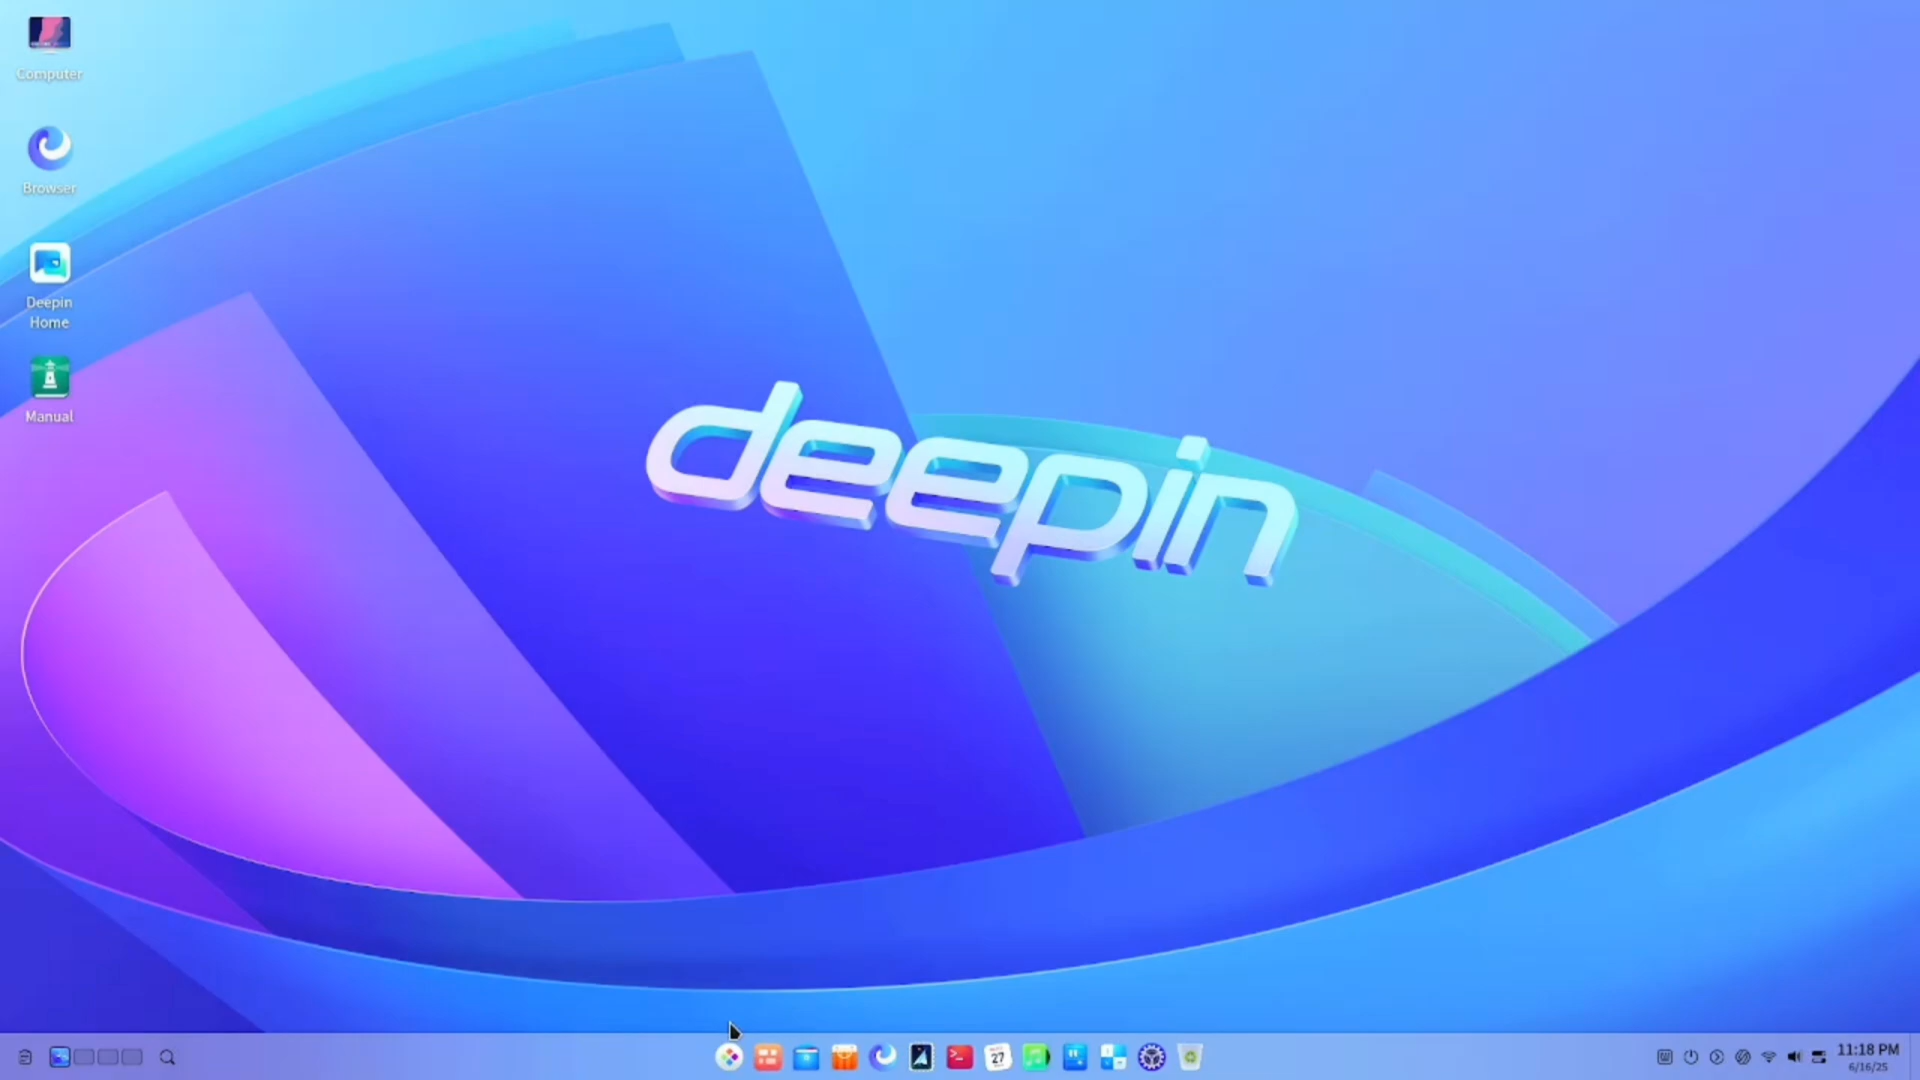 Computer
Browser
Deepin
Home
Manual
deepin
27
11:18 PM
6/16/25